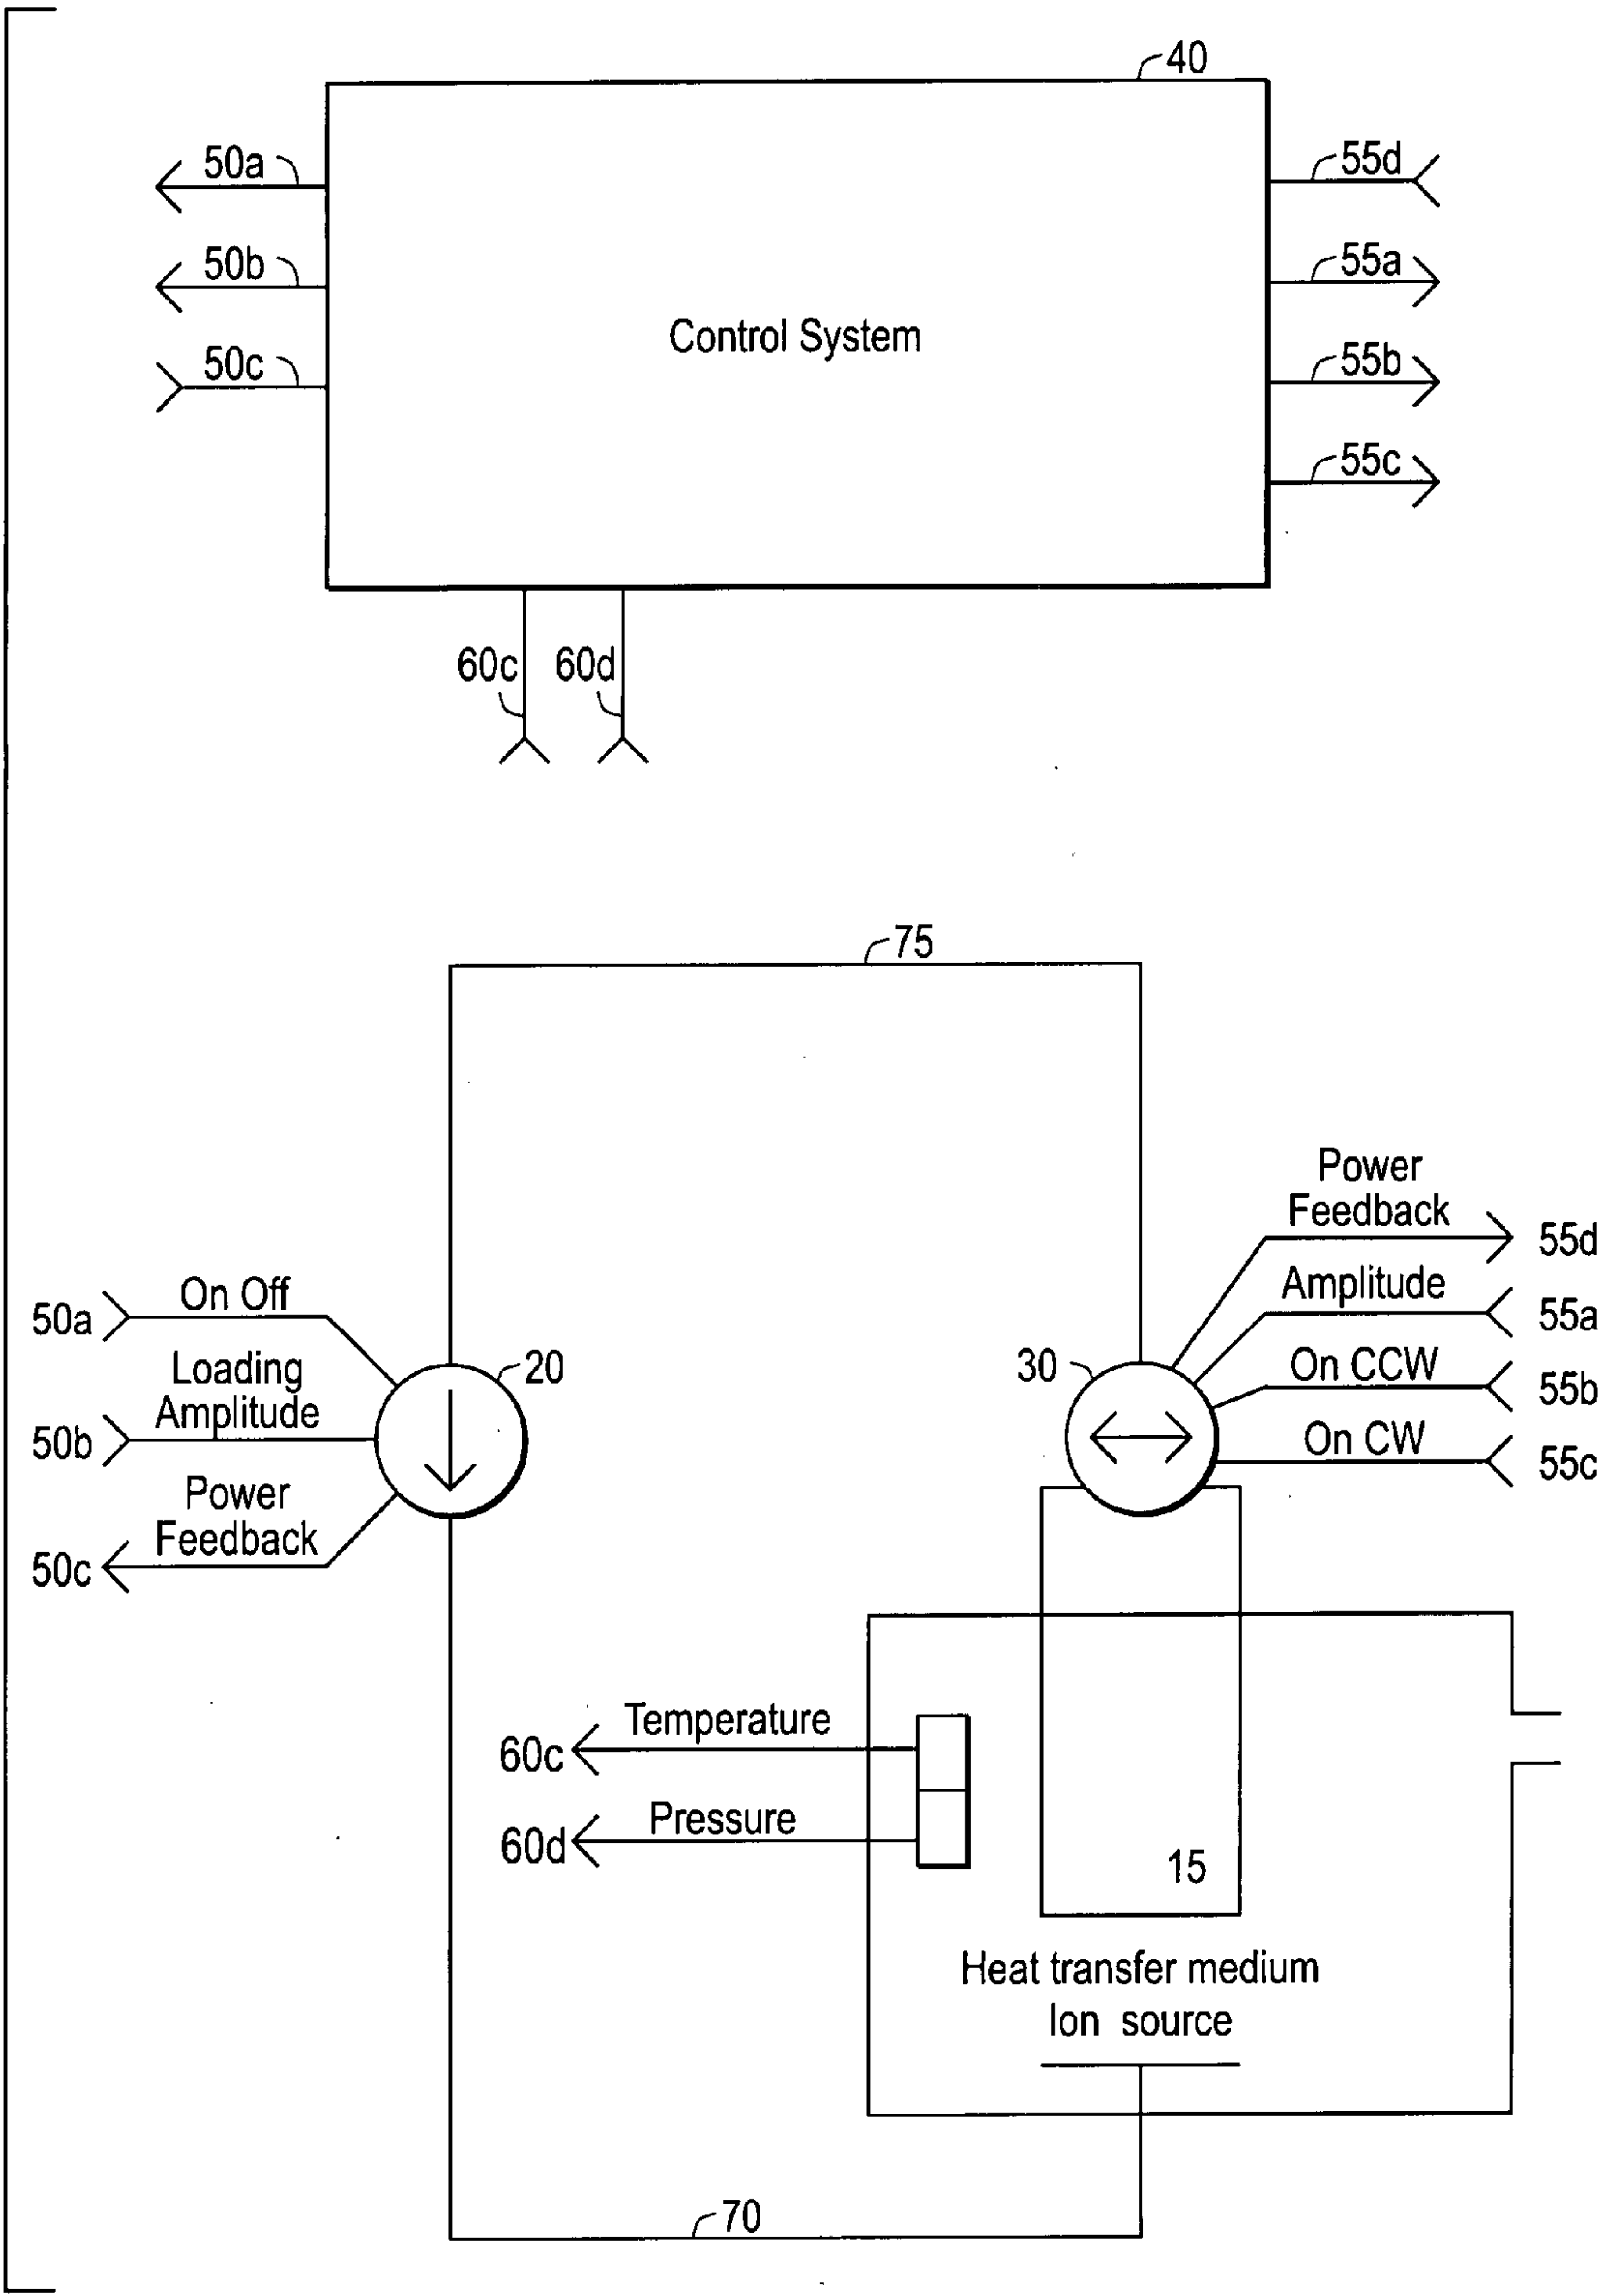 40
50a
55d
50b
55a
Control System
50c
55b
55c
60c 60d
75
Power
Feedback
55d
On Off
50a
Amplitude
55a
Loading
Amplitude
50b
20
30
On CCW
55b
On CW
55c
Power
Feedback
50c
Temperature
60c
Pressure
60d
15
Heat transfer medium
Ion source
70